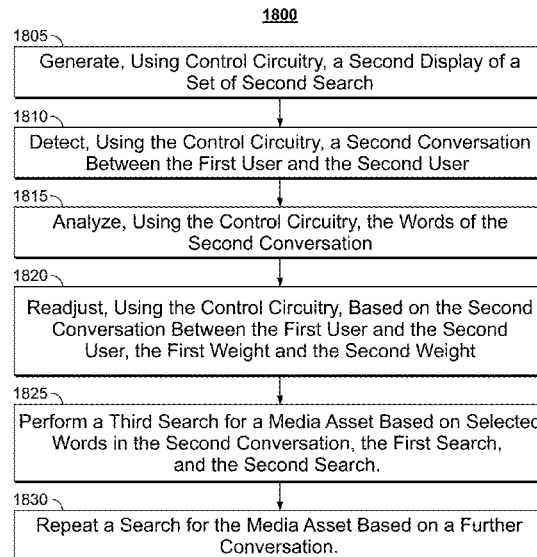 1800
1805
Generate, Using Control Circuitry, a Second Display of a
Set of Second Search
1810
Detect, Using the Control Circuitry, a Second Conversation
Between the First User and the Second User
1815
Analyze, Using the Control Circuitry, the Words of the
Second Conversation
1820
Readjust, Using the Control Circuitry, Based on the Second
Conversation Between the First User and the Second
User, the First Weight and the Second Weight
1825
Perform a Third Search for a Media Asset Based on Selected
Words in the Second Conversation, the First Search,
and the Second Search.
1830
Repeat a Search for the Media Asset Based on a Further
Conversation.